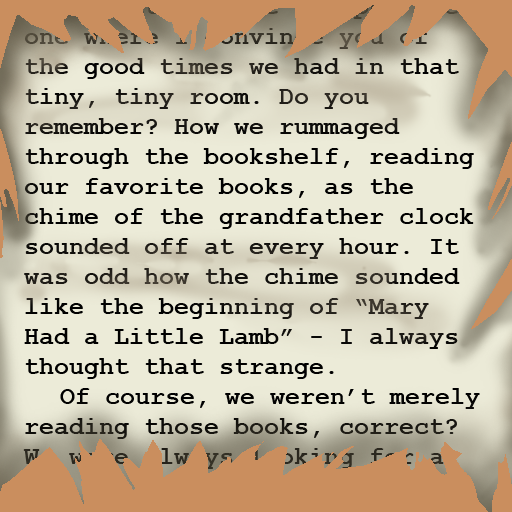 one where I convince you of
the good times we had in that
tiny, tiny room. Do you
remember? How we rummaged
through the bookshelf, reading
our favorite books, as the
chime of the grandfather clock
sounded off at every hour. It
was odd how the chime sounded
like the beginning of “Mary
Had a Little Lamb” - I always
thought that strange.
Of course, we weren’t merely
reading those books, correct?
We were always looking for a